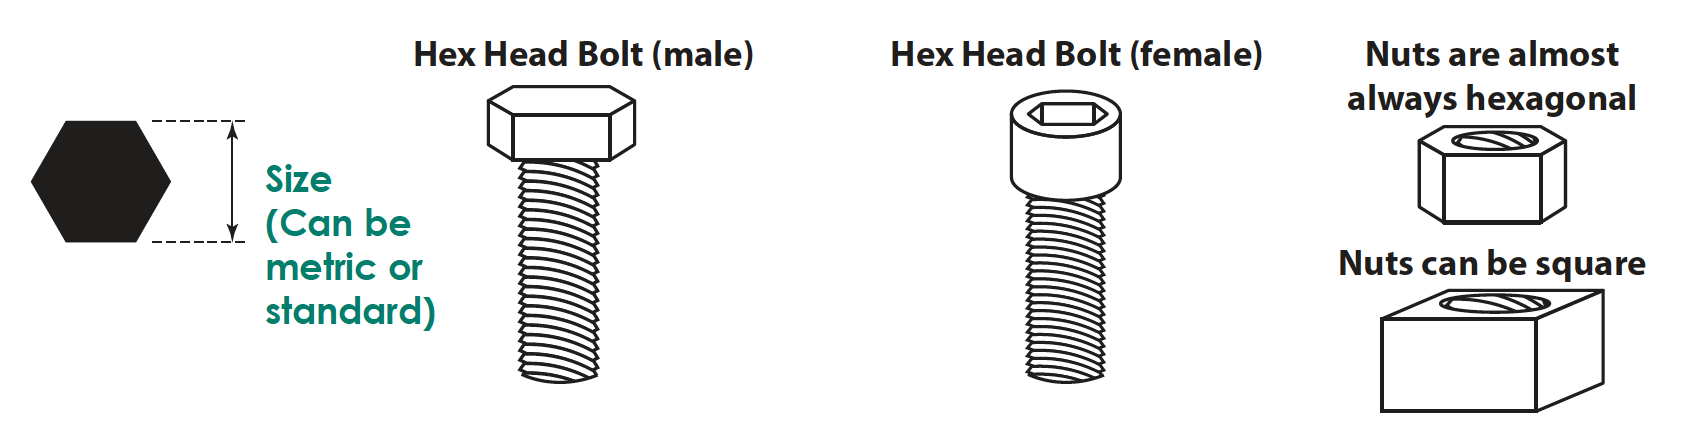 Hex Head Bolt (male)
Hex Head Bolt (female)
Nuts are almost
always hexagonal
Size
(Can be
metric or
standard)
Nuts can be square